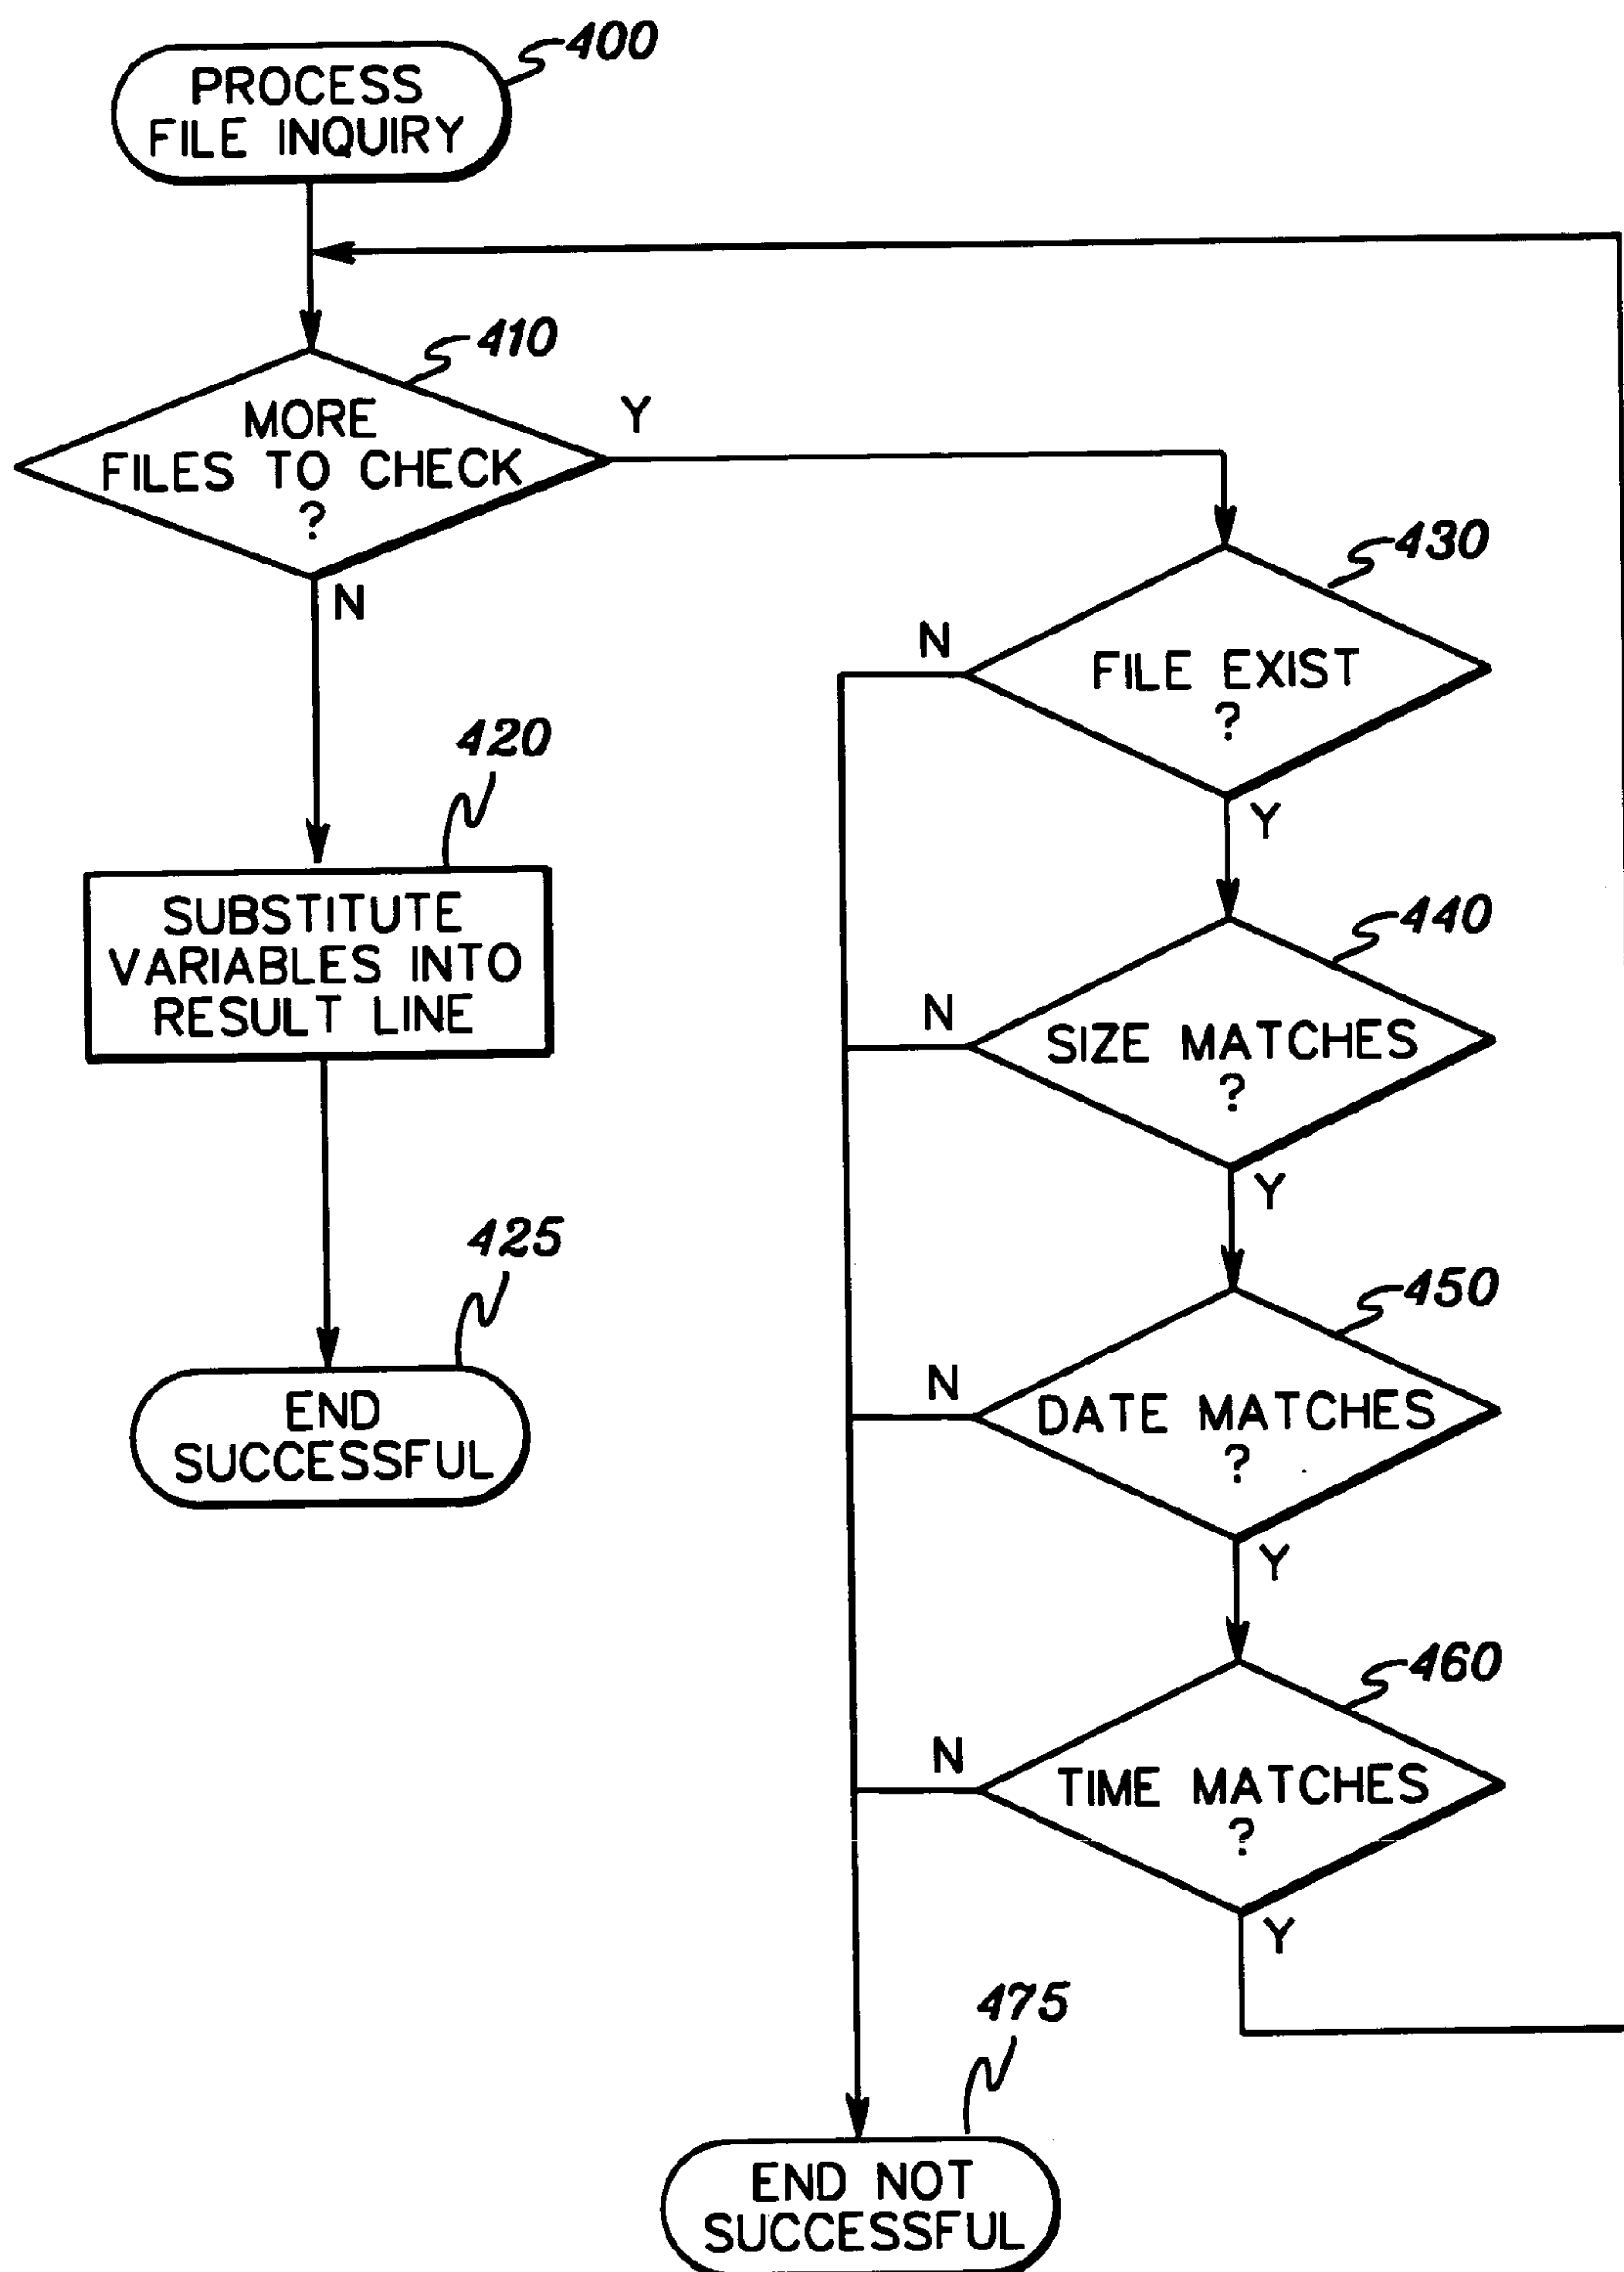 400
PROCESS
FILE INQUIRY
410
MORE
FILES TO CHECK
?
Y
N
430
FILE EXIST
?
N
Y
420
SUBSTITUTE
VARIABLES INTO
RESULT LINE
440
SIZE MATCHES
?
N
Y
425
END
SUCCESSFUL
450
DATE MATCHES
?
N
Y
460
TIME MATCHES
?
N
Y
475
END NOT
SUCCESSFUL